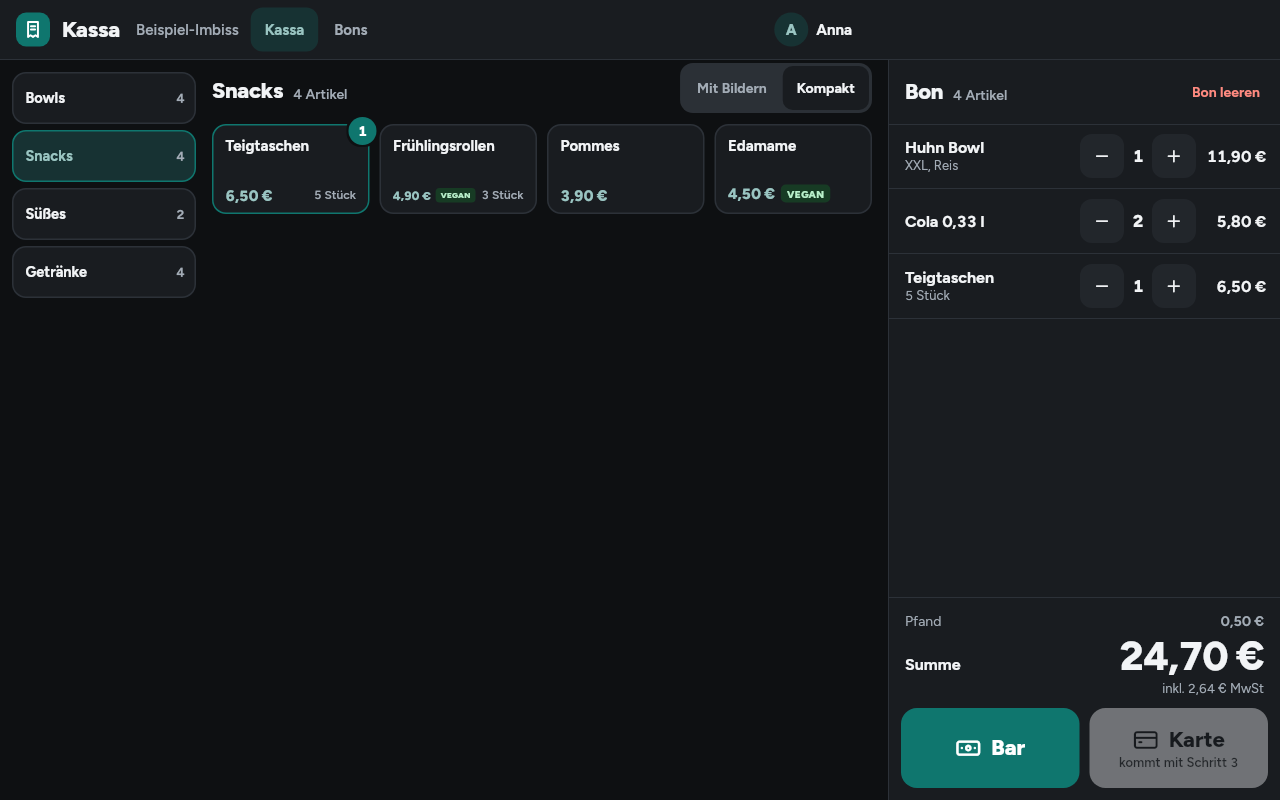 Kassa Beispiel-Imbiss Kassa Bons A Anna
Bowls 4
Snacks 4
Süßes 2
Getränke 4
Snacks 4 Artikel Mit Bildern Kompakt
Teigtaschen 1
6,50 € 5 Stück
Frühlingsrollen
4,90 € VEGAN 3 Stück
Pommes
3,90 €
Edamame
4,50 € VEGAN
Bon 4 Artikel Bon leeren
Huhn Bowl − 1 + 11,90 €
XXL, Reis
Cola 0,33 l − 2 + 5,80 €
Teigtaschen − 1 + 6,50 €
5 Stück
Pfand 0,50 €
Summe 24,70 €
inkl. 2,64 € MwSt
Bar
Karte
kommt mit Schritt 3